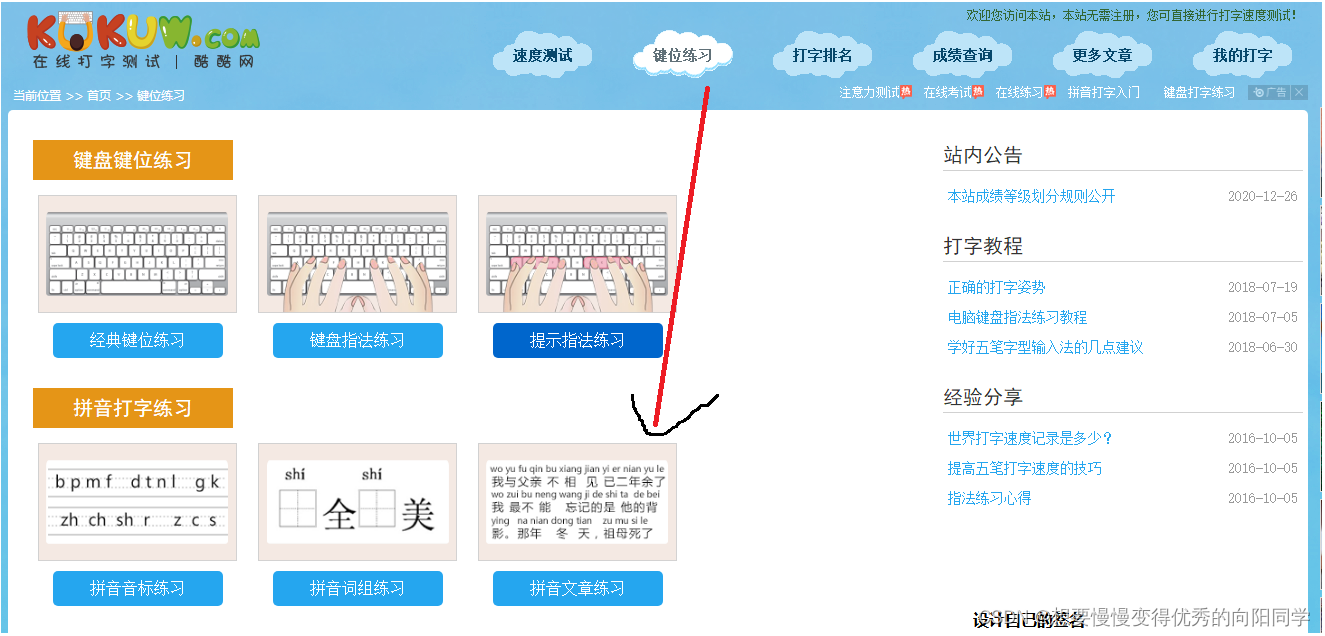 欢迎您访问本站，本站无需注册，您可直接进行打字速度测试！
KUKUW.com
在线打字测试 | 酷酷网
速度测试
键位练习
打字排名
成绩查询
更多文章
我的打字
当前位置 >> 首页 >> 键位练习
注意力测试热 在线考试热 在线练习热 拼音打字入门 键盘打字练习 广告
键盘键位练习
经典键位练习
键盘指法练习
提示指法练习
拼音打字练习
b p m f d t n l g k
zh ch sh r z c s
shí shí
全 美
wo yu fu qin bu xiang jian yi er nian yu le
我与父亲 不 相 见 已二年余了
wo zui bu neng wang ji de shi ta de bei
我 最不 能 忘记的是 他的背
ying na nian dong tian zu mu si le
影。那年 冬 天，祖母死了
拼音音标练习
拼音词组练习
拼音文章练习
站内公告
本站成绩等级划分规则公开 2020-12-26
打字教程
正确的打字姿势 2018-07-19
电脑键盘指法练习教程 2018-07-05
学好五笔字型输入法的几点建议 2018-06-30
经验分享
世界打字速度记录是多少？ 2016-10-05
提高五笔打字速度的技巧 2016-10-05
指法练习心得 2016-10-05
设计自己的签名
CSDN @想要慢慢变得优秀的向阳同学